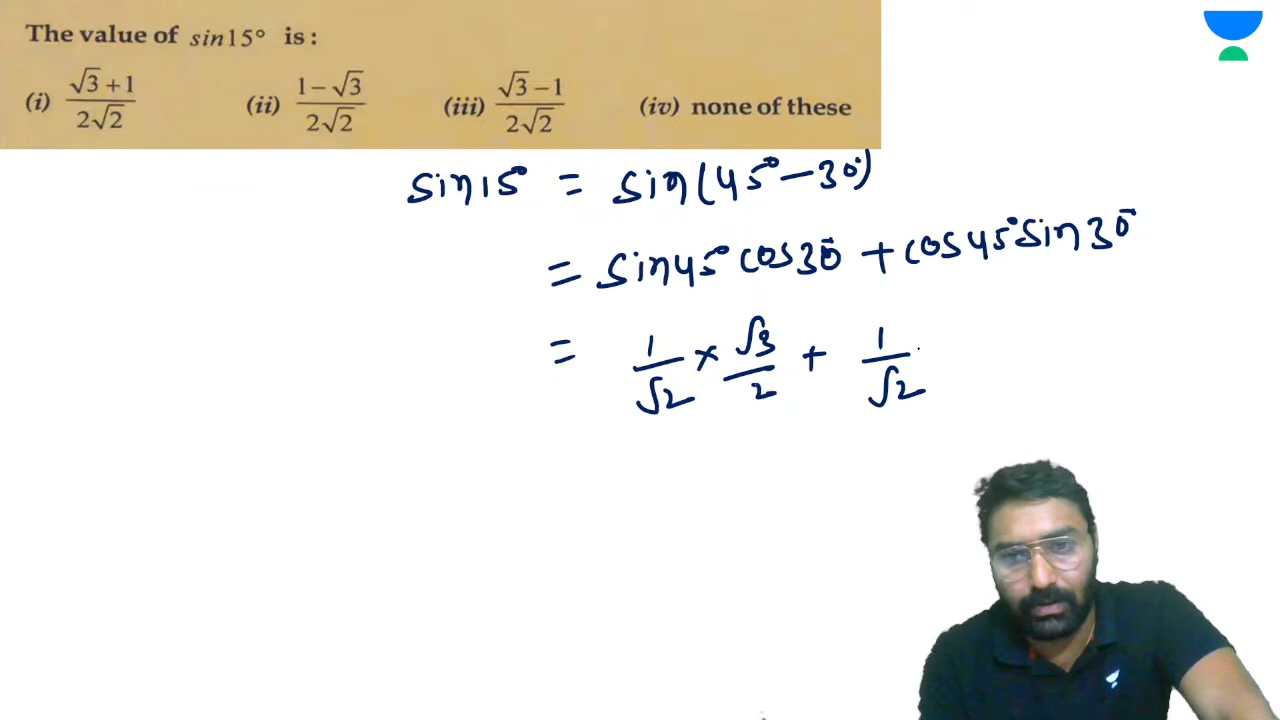 The value of sin15° is :
(i) √3+1 / 2√2 (ii) 1−√3 / 2√2 (iii) √3−1 / 2√2 (iv) none of these
sin15° = sin(45°−30°)
= sin45° cos30° + cos45° sin30°
= 1/√2 × √3/2 + 1/√2